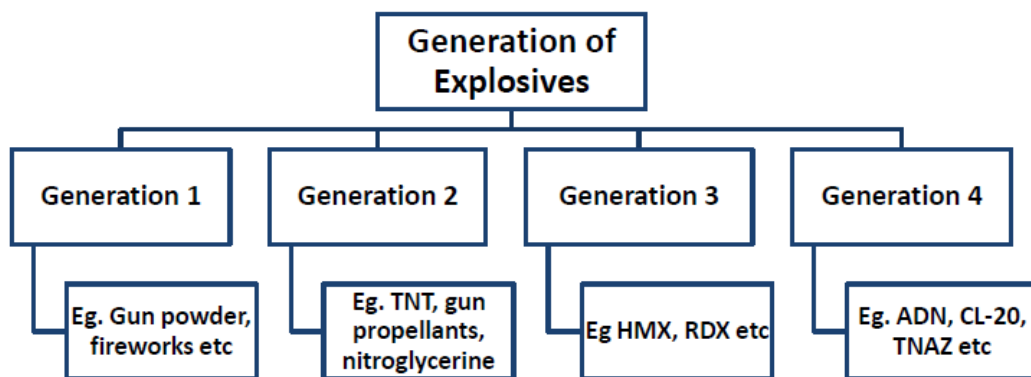 Generation of
Explosives
Generation 1
Generation 2
Generation 3
Generation 4
Eg. Gun powder,
fireworks etc
Eg. TNT, gun
propellants,
nitroglycerine
Eg HMX, RDX etc
Eg. ADN, CL-20,
TNAZ etc